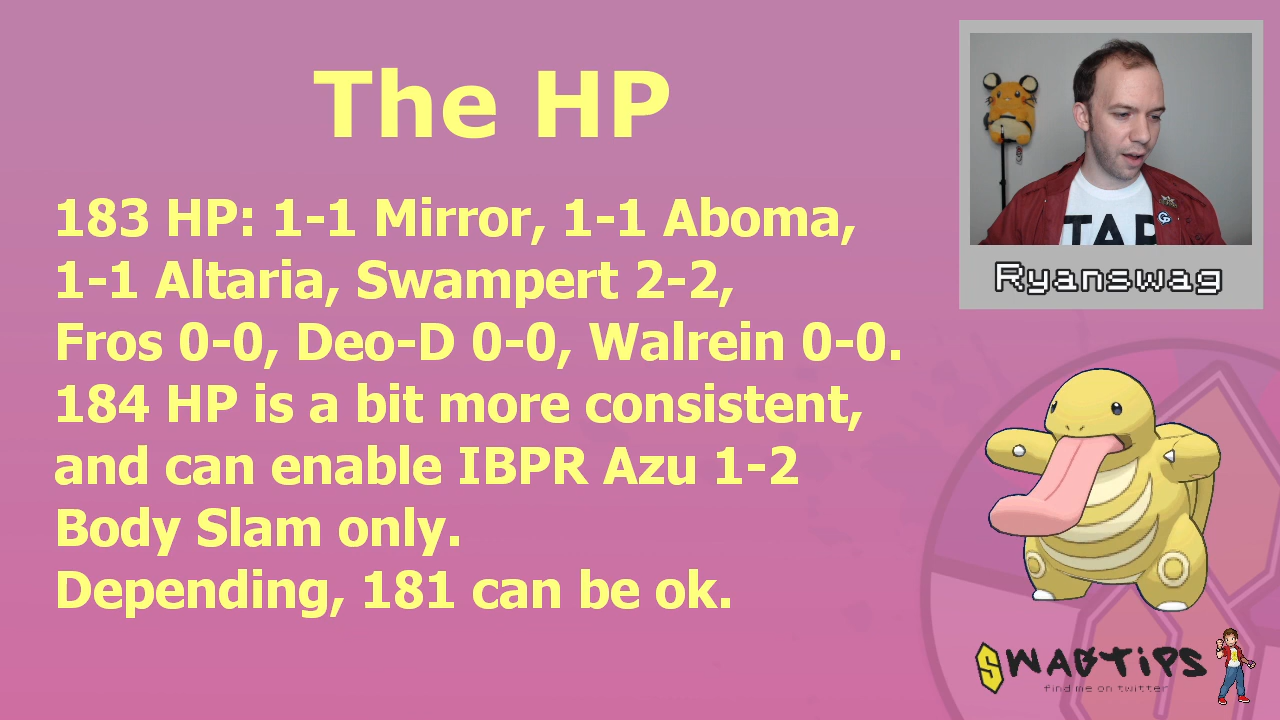 The HP
183 HP: 1-1 Mirror, 1-1 Aboma,
1-1 Altaria, Swampert 2-2,
Fros 0-0, Deo-D 0-0, Walrein 0-0.
184 HP is a bit more consistent,
and can enable IBPR Azu 1-2
Body Slam only.
Depending, 181 can be ok.
TAR
Ryanswag
SWAGTIPS
find me on twitter